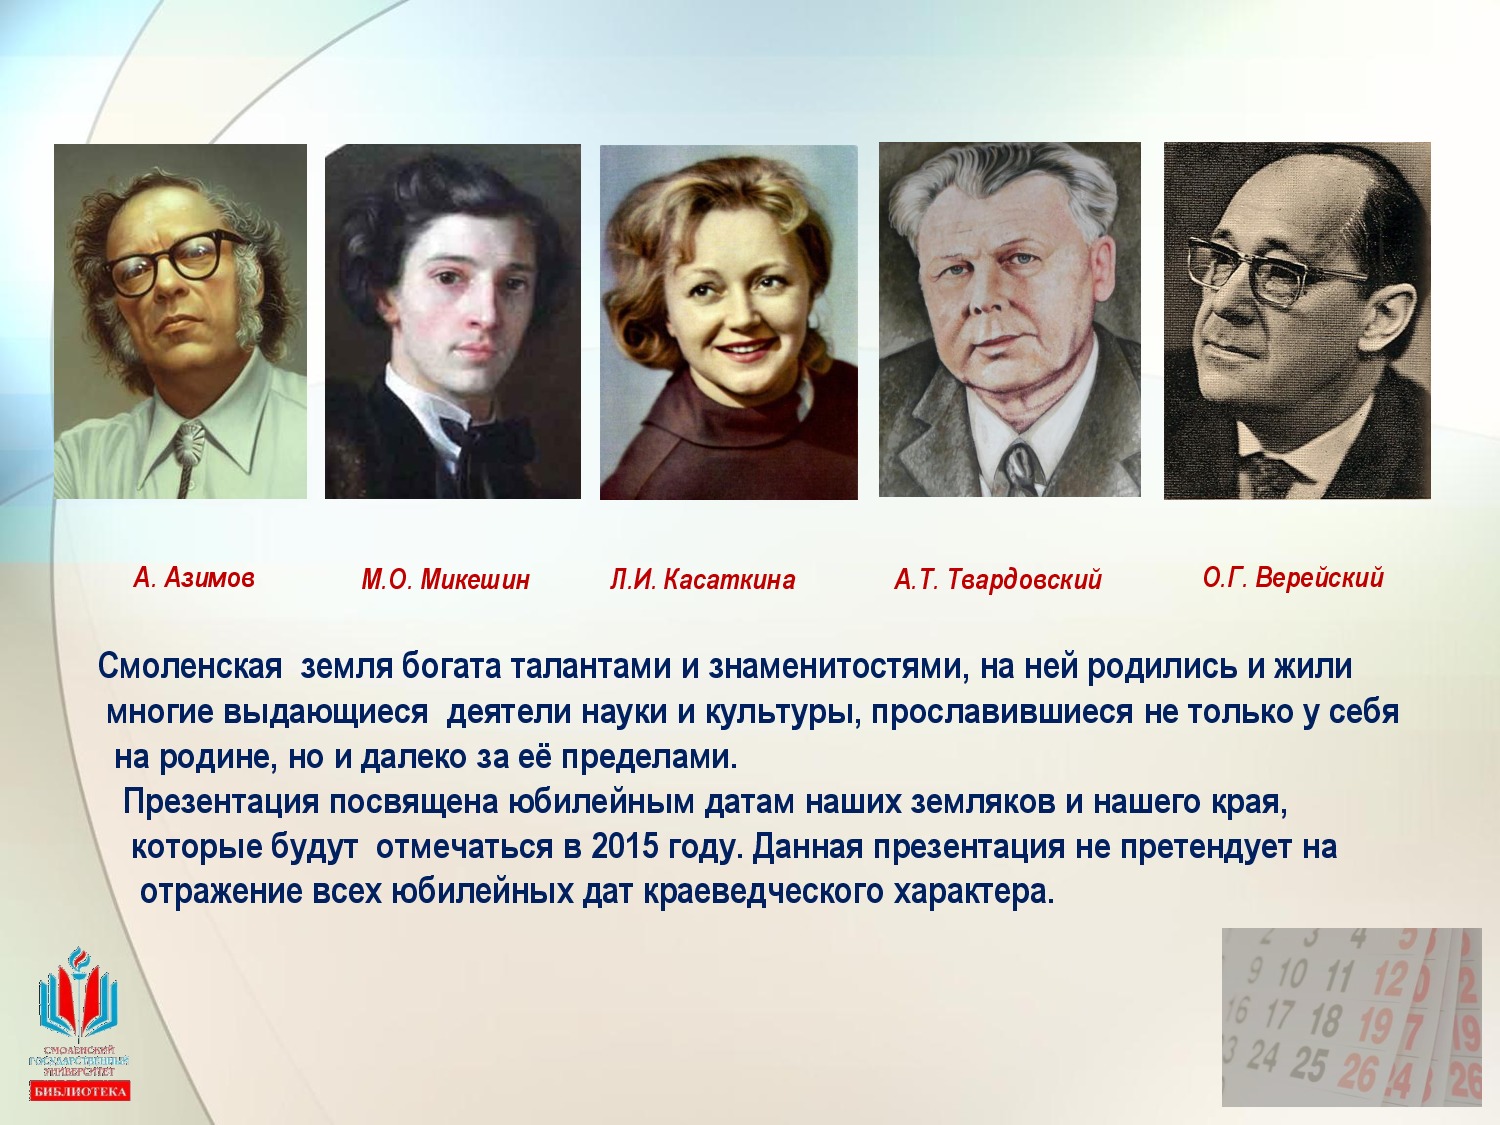 А. Азимов
М.О. Микешин
Л.И. Касаткина
А.Т. Твардовский
О.Г. Верейский
Смоленская земля богата талантами и знаменитостями, на ней родились и жили
многие выдающиеся деятели науки и культуры, прославившиеся не только у себя
на родине, но и далеко за её пределами.
Презентация посвящена юбилейным датам наших земляков и нашего края,
которые будут отмечаться в 2015 году. Данная презентация не претендует на
отражение всех юбилейных дат краеведческого характера.
СМОЛЕНСКИЙ
ГОСУДАРСТВЕННЫЙ
УНИВЕРСИТЕТ
БИБЛИОТЕКА
2 3 4 5
9 10 11 12
16 17 18 19
24 25 26